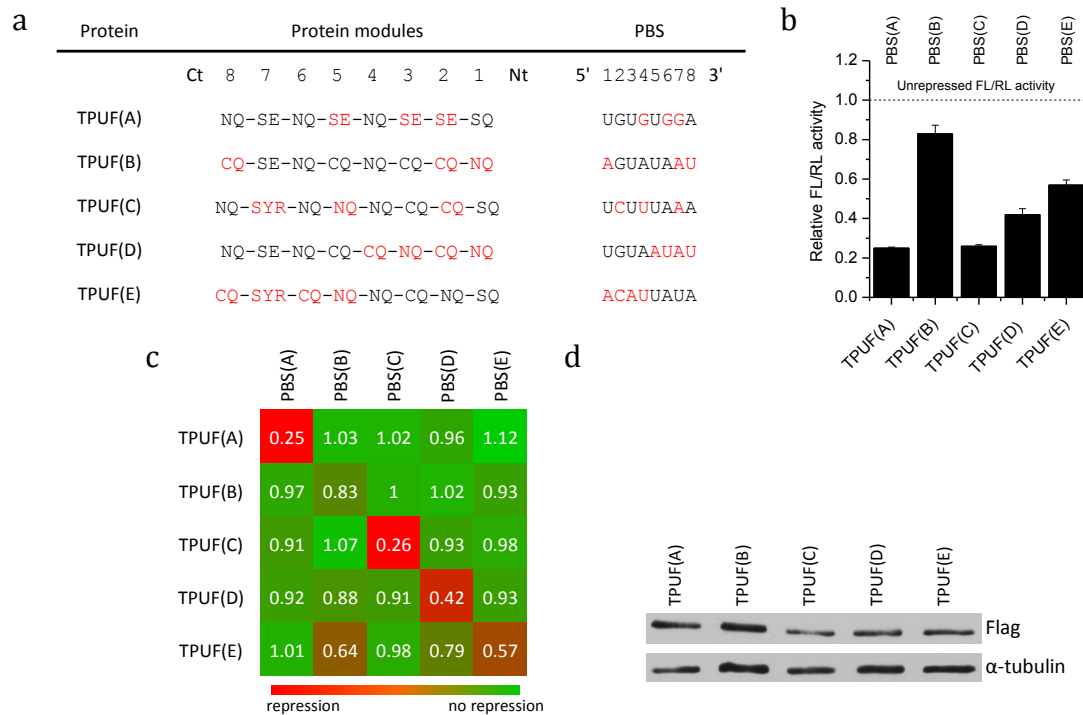 a
Protein Protein modules PBS
Ct 8 7 6 5 4 3 2 1 Nt 5' 12345678 3'
TPUF(A) NQ-SE-NQ-SE-NQ-SE-SE-SQ UGUGUGGA
TPUF(B) CQ-SE-NQ-CQ-NQ-CQ-CQ-NQ AGUAUAAU
TPUF(C) NQ-SYR-NQ-NQ-NQ-CQ-CQ-SQ UCUUUAAA
TPUF(D) NQ-SE-NQ-CQ-CQ-NQ-CQ-NQ UGUAAUAU
TPUF(E) CQ-SYR-CQ-NQ-NQ-CQ-NQ-SQ ACAUUAUA
b
PBS(A) PBS(B) PBS(C) PBS(D) PBS(E)
Relative FL/RL activity
1.2
Unrepressed FL/RL activity
1.0
0.8
0.6
0.4
0.2
0.0
TPUF(A) TPUF(B) TPUF(C) TPUF(D) TPUF(E)
c
PBS(A) PBS(B) PBS(C) PBS(D) PBS(E)
TPUF(A) 0.25 1.03 1.02 0.96 1.12
TPUF(B) 0.97 0.83 1 1.02 0.93
TPUF(C) 0.91 1.07 0.26 0.93 0.98
TPUF(D) 0.92 0.88 0.91 0.42 0.93
TPUF(E) 1.01 0.64 0.98 0.79 0.57
repression no repression
d
TPUF(A) TPUF(B) TPUF(C) TPUF(D) TPUF(E)
Flag
α-tubulin